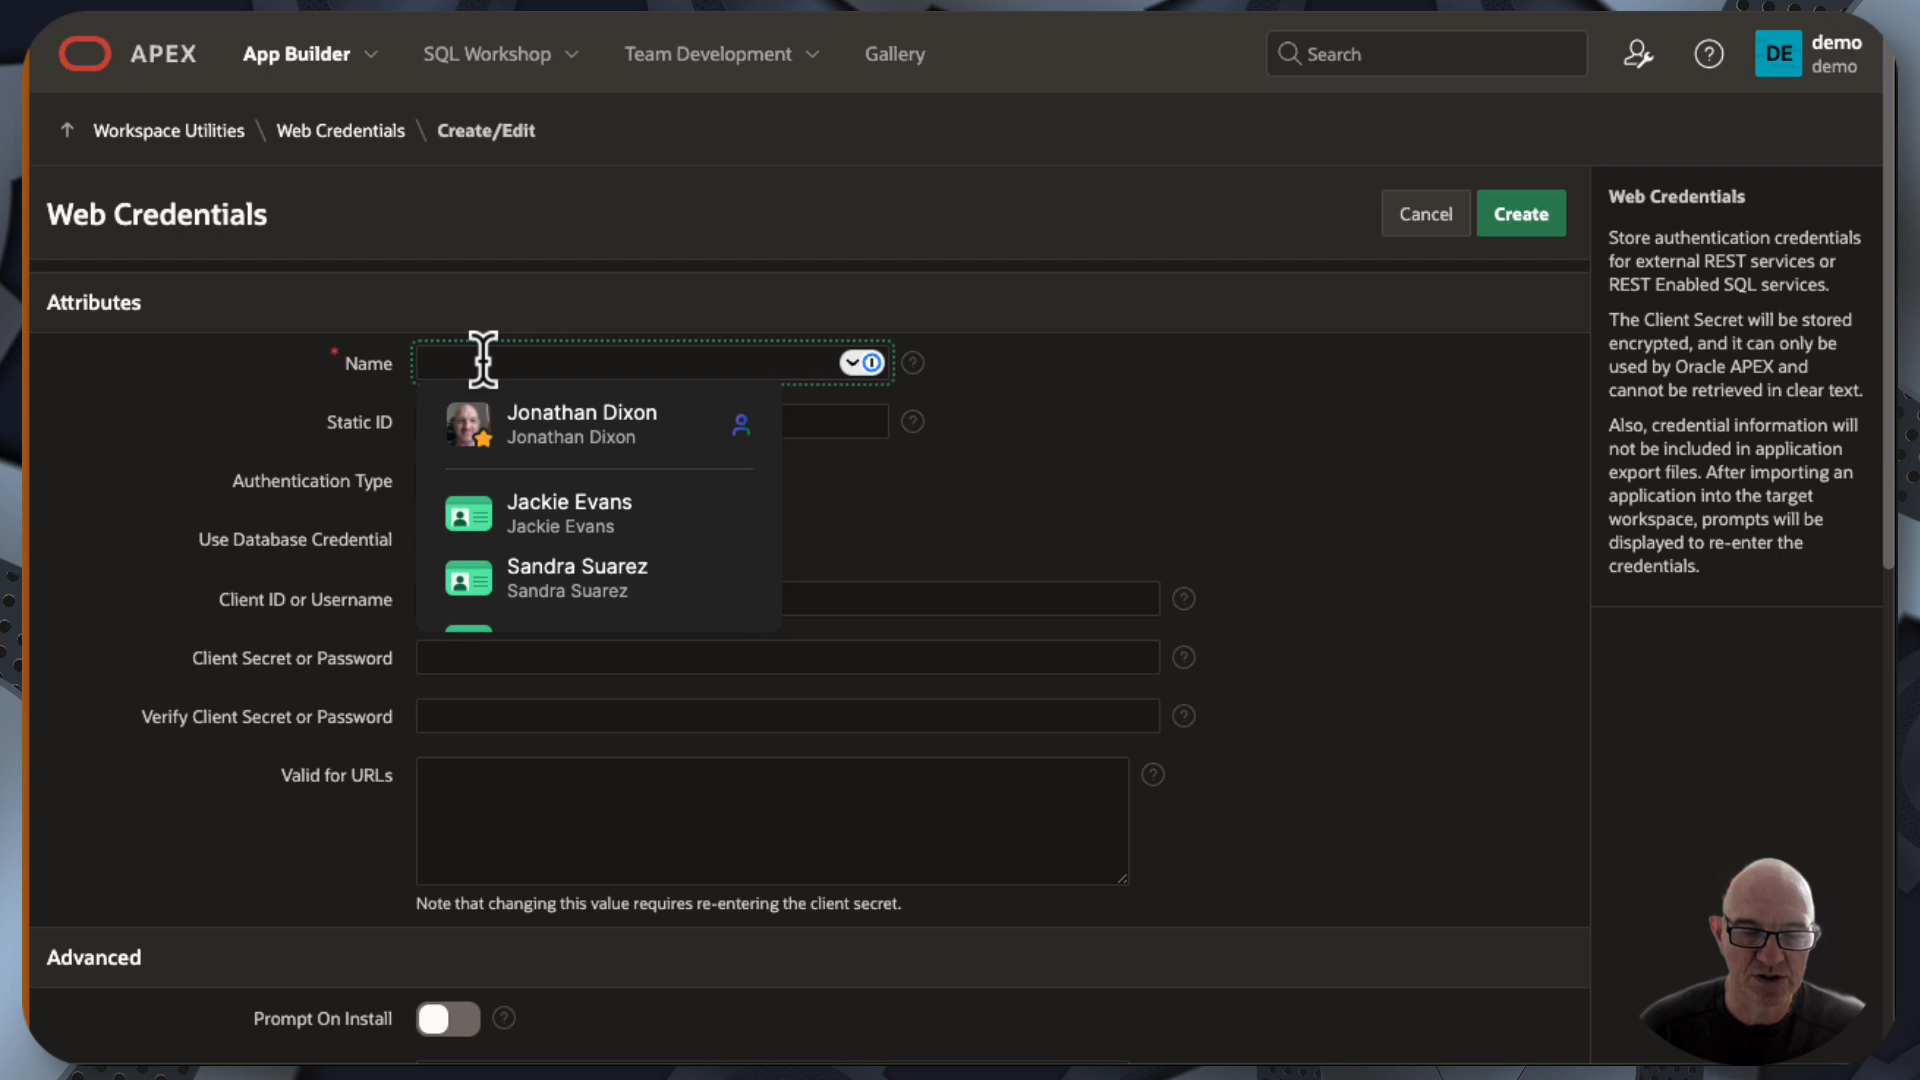 APEX
App Builder
SQL Workshop
Team Development
Gallery
Search
DE
demo
demo
Workspace Utilities \ Web Credentials \ Create/Edit
Web Credentials
Cancel
Create
Attributes
* Name
Static ID
Authentication Type
Use Database Credential
Client ID or Username
Client Secret or Password
Verify Client Secret or Password
Valid for URLs
Jonathan Dixon
Jonathan Dixon
Jackie Evans
Jackie Evans
Sandra Suarez
Sandra Suarez
Note that changing this value requires re-entering the client secret.
Advanced
Prompt On Install
Web Credentials
Store authentication credentials
for external REST services or
REST Enabled SQL services.
The Client Secret will be stored
encrypted, and it can only be
used by Oracle APEX and
cannot be retrieved in clear text.
Also, credential information will
not be included in application
export files. After importing an
application into the target
workspace, prompts will be
displayed to re-enter the
credentials.